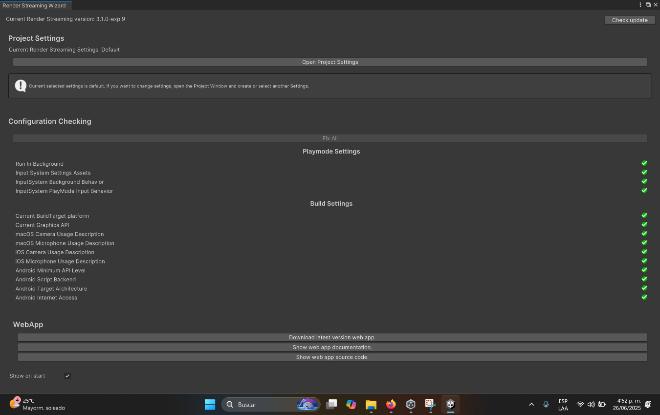 Render Streaming Wizard
Current Render Streaming version: 3.1.0-exp.9
Check update
Project Settings
Current Render Streaming Settings: Default
Open Project Settings
Current selected settings is default. If you want to change settings, open the Project Window and create or select another Settings.
Configuration Checking
Fix All
Playmode Settings
Run In Background
Input System Settings Assets
InputSystem Background Behavior
InputSystem PlayMode Input Behavior
Build Settings
Current BuildTarget platform
Current Graphics API
macOS Camera Usage Description
macOS Microphone Usage Description
iOS Camera Usage Description
iOS Microphone Usage Description
Android Minimum API Level
Android Script Backend
Android Target Architecture
Android Internet Access
WebApp
Download latest version web app.
Show web app documentation.
Show web app source code.
Show on start
25°C
Mayorm. soleado
Buscar
ESP
LAA
4:52 p. m.
26/06/2025